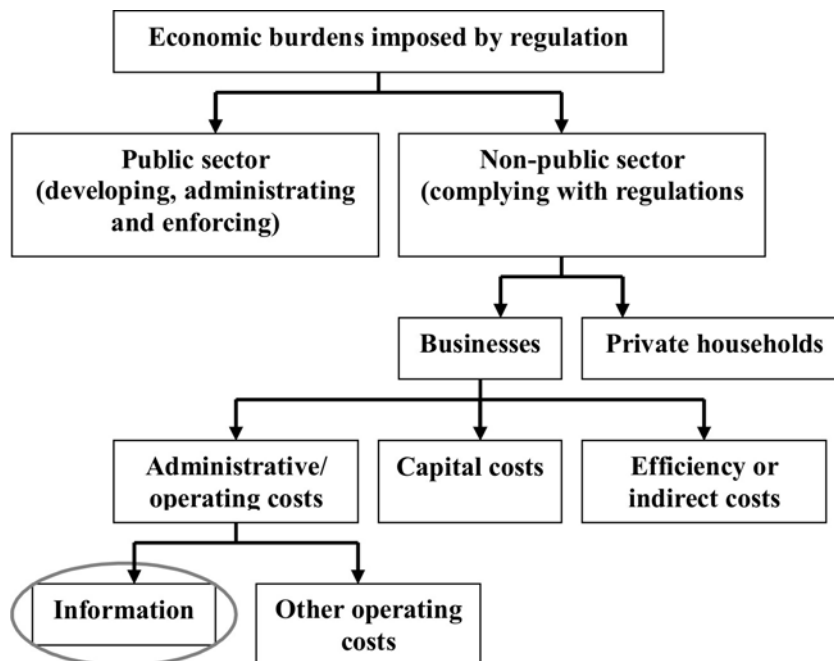 Economic burdens imposed by regulation
Public sector
(developing, administrating
and enforcing)
Non-public sector
(complying with regulations
Businesses
Private households
Administrative/
operating costs
Capital costs
Efficiency or
indirect costs
Information
Other operating
costs